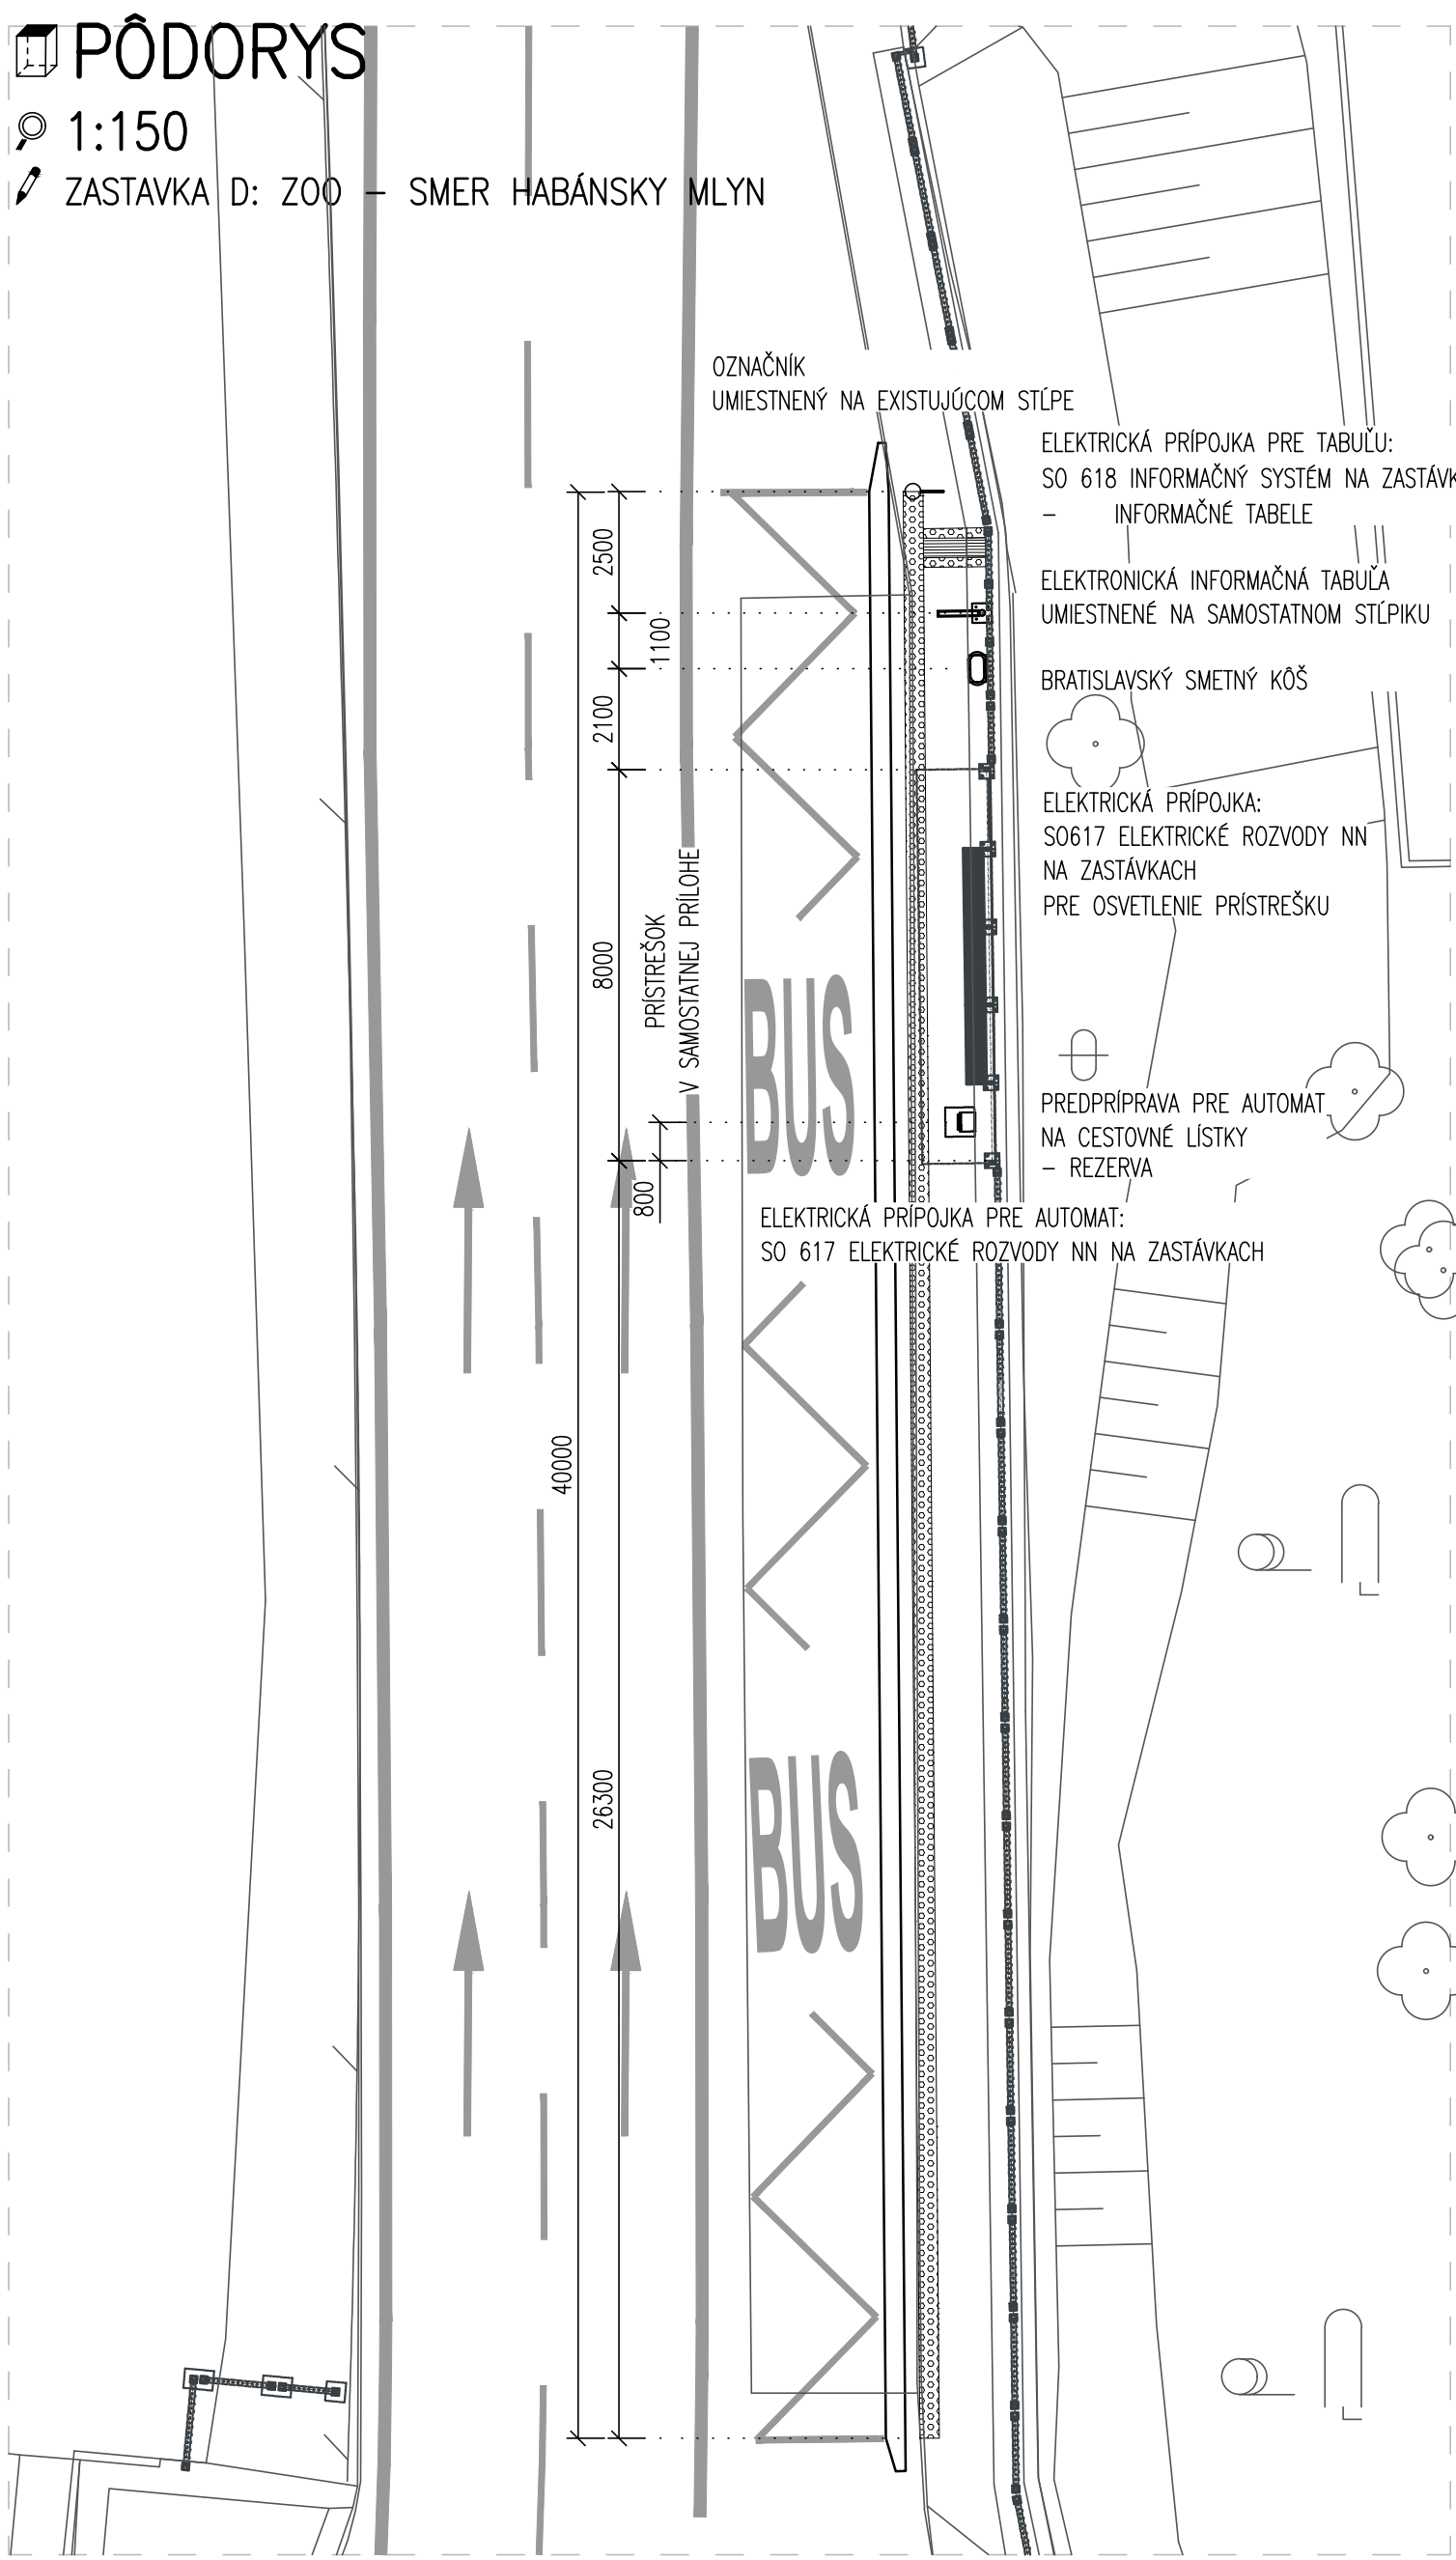 PÔDORYS
1:150
ZASTAVKA D: ZOO – SMER HABÁNSKY MLYN
OZNAČNÍK
UMIESTNENÝ NA EXISTUJÚCOM STĹPE
ELEKTRICKÁ PRÍPOJKA PRE TABUĽU:
SO 618 INFORMAČNÝ SYSTÉM NA ZASTÁVK
– INFORMAČNÉ TABELE
2500
ELEKTRONICKÁ INFORMAČNÁ TABUĽA
UMIESTNENÉ NA SAMOSTATNOM STĹPIKU
1100
BRATISLAVSKÝ SMETNÝ KÔŠ
2100
ELEKTRICKÁ PRÍPOJKA:
SO617 ELEKTRICKÉ ROZVODY NN
NA ZASTÁVKACH
PRE OSVETLENIE PRÍSTREŠKU
8000
PRÍSTREŠOK
V SAMOSTATNEJ PRÍLOHE
BUS
PREDPRÍPRAVA PRE AUTOMAT
NA CESTOVNÉ LÍSTKY
– REZERVA
800
ELEKTRICKÁ PRÍPOJKA PRE AUTOMAT:
SO 617 ELEKTRICKÉ ROZVODY NN NA ZASTÁVKACH
40000
26300
BUS